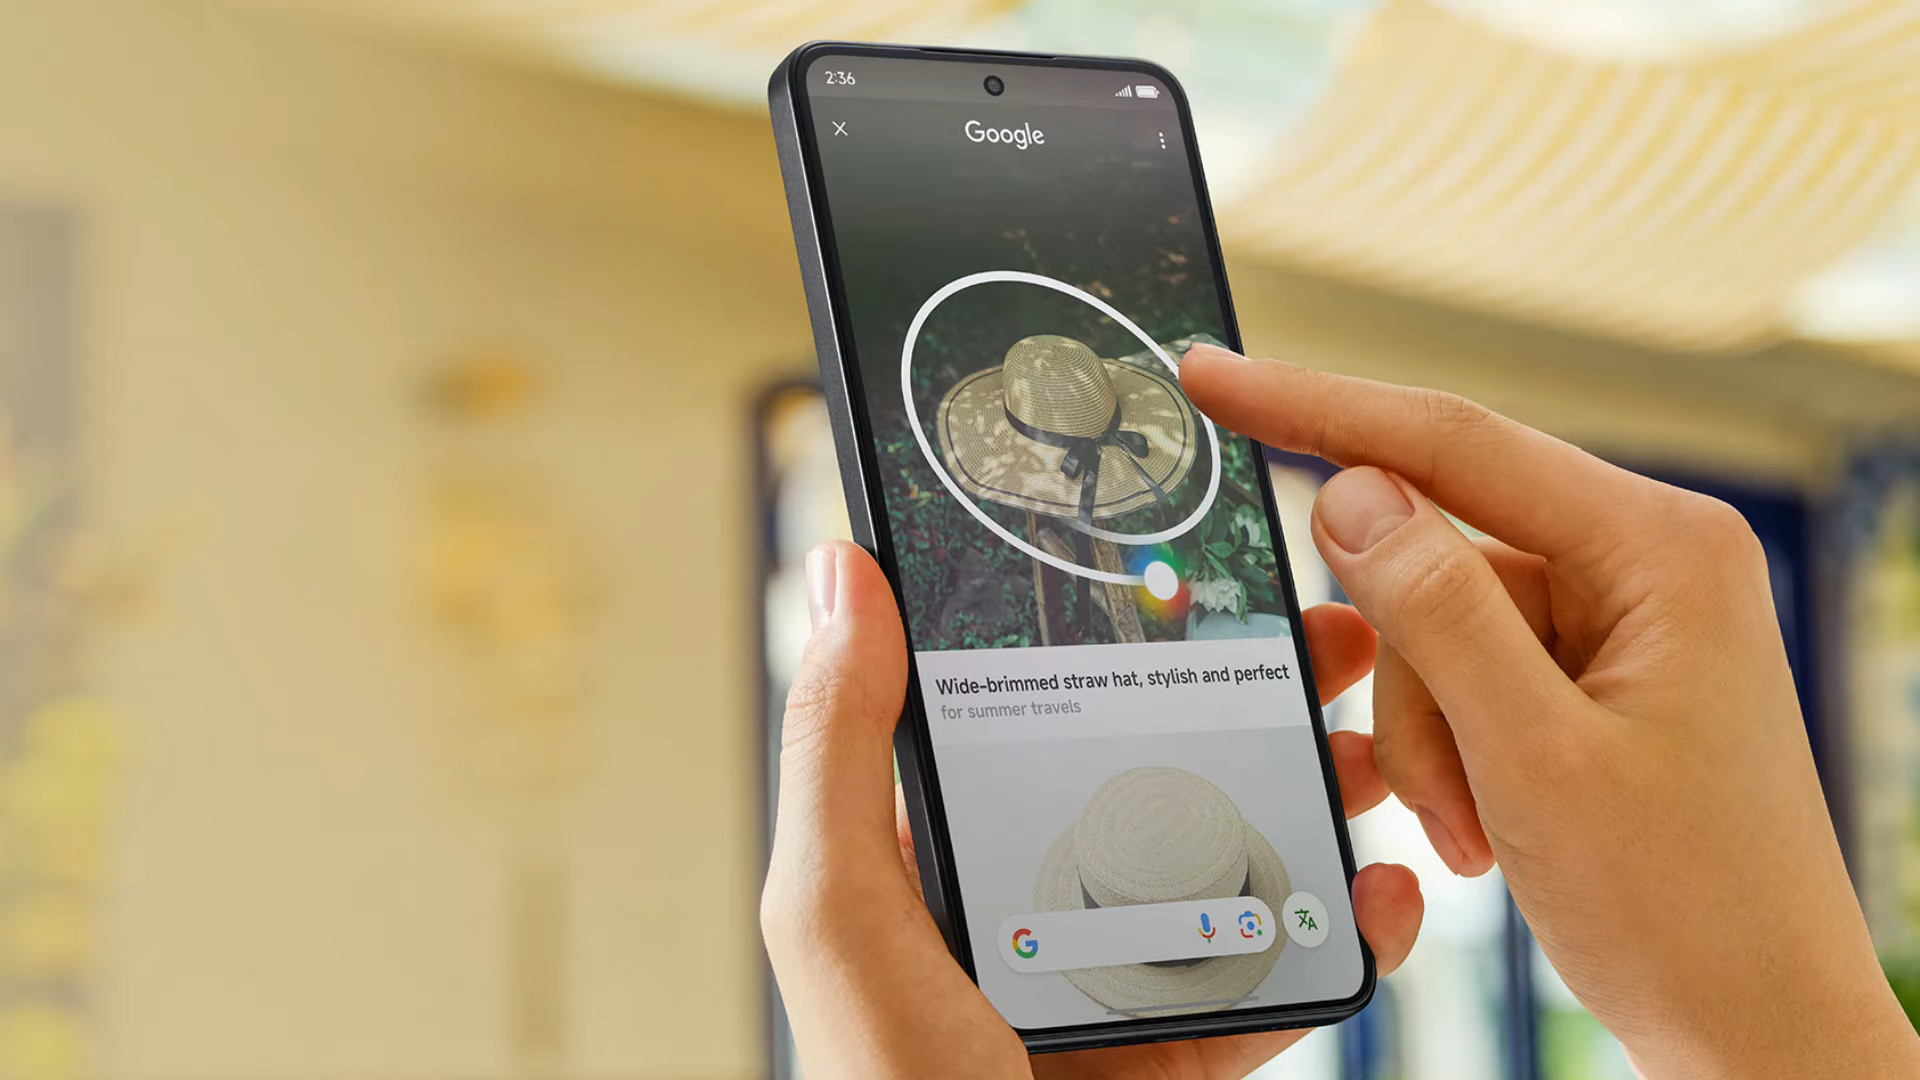 2:36
Google
Wide-brimmed straw hat, stylish and perfect
for summer travels